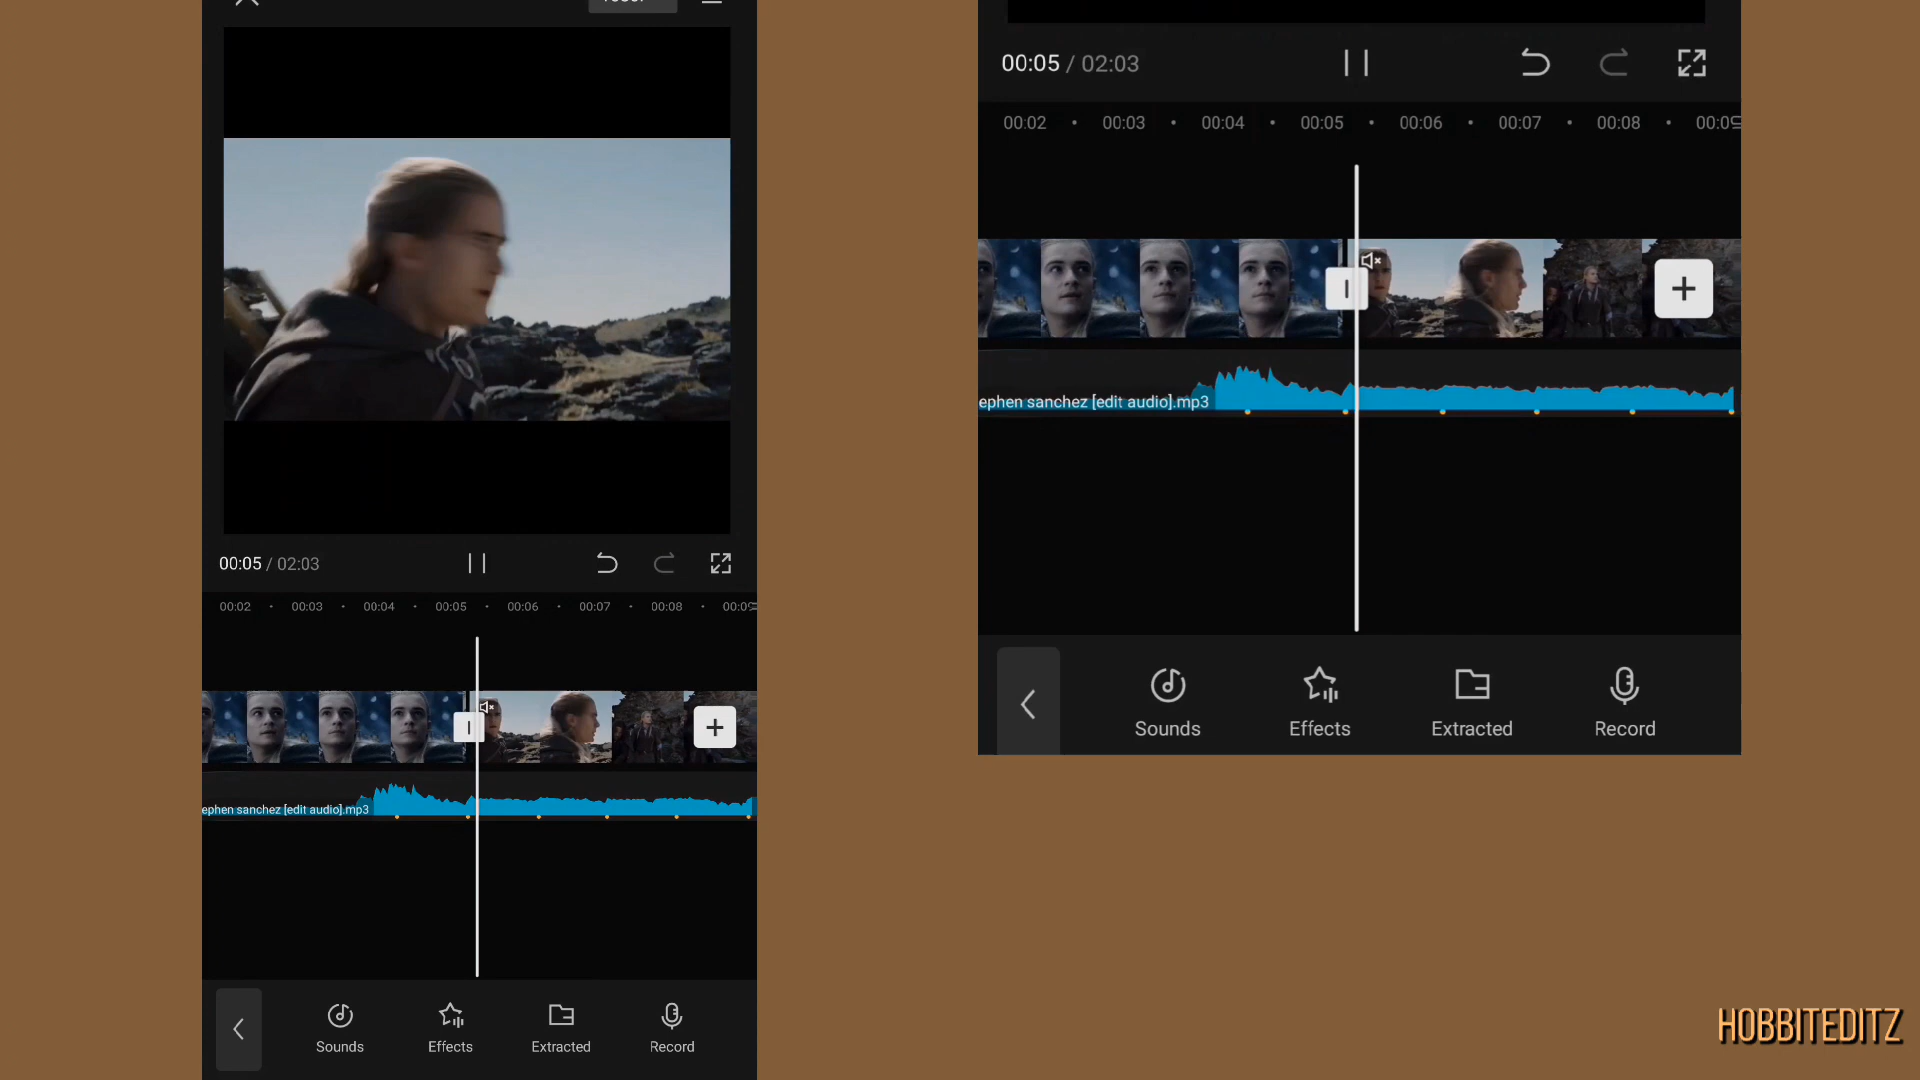 00:05 / 02:03
00:02 00:03 00:04 00:05 00:06 00:07 00:08
ephen sanchez [edit audio].mp3
Sounds Effects Extracted Record
00:05 / 02:03
00:02 00:03 00:04 00:05 00:06 00:07 00:08
ephen sanchez [edit audio].mp3
Sounds Effects Extracted Record
HOBBITEDITZ